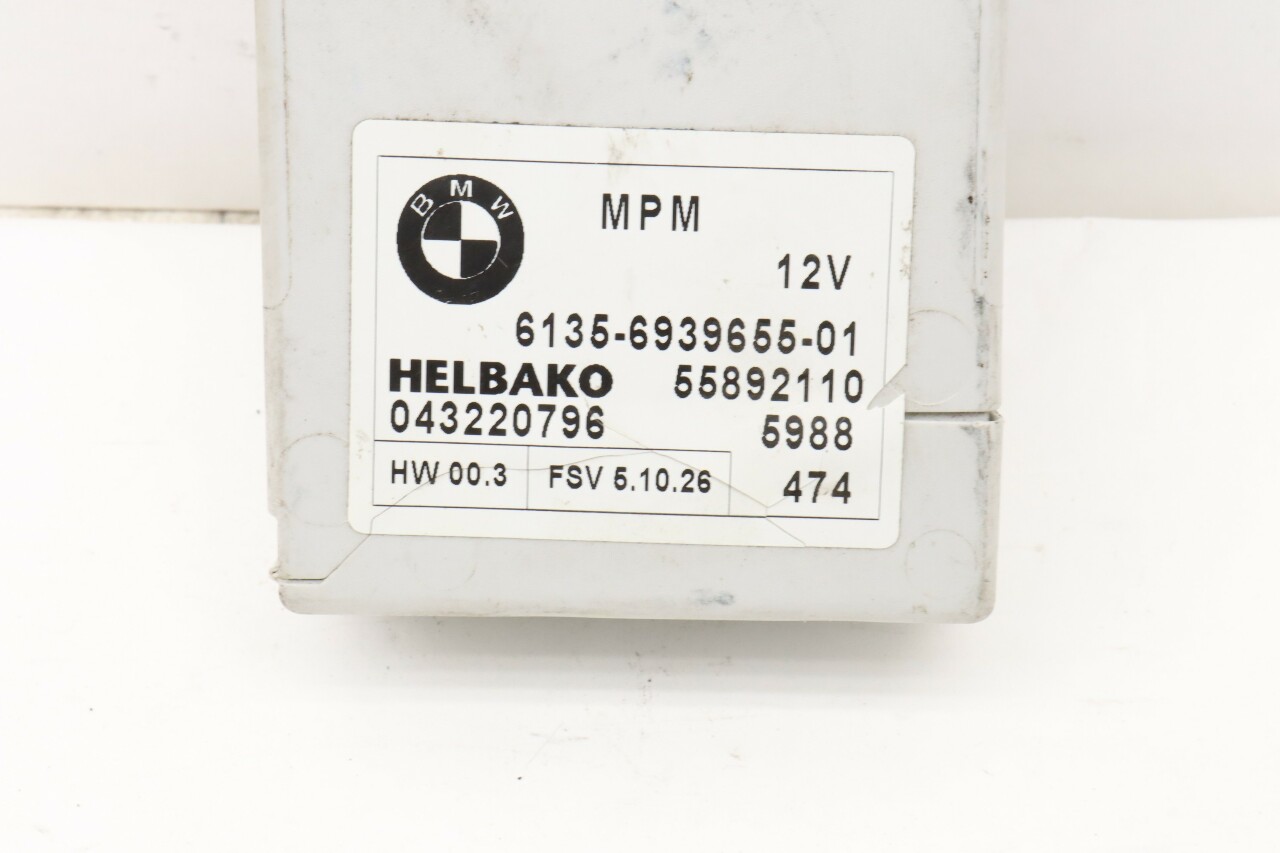 BMW
MPM
12V
6135-6939655-01
HELBAKO 55892110
043220796 5988
HW 00.3 FSV 5.10.26 474